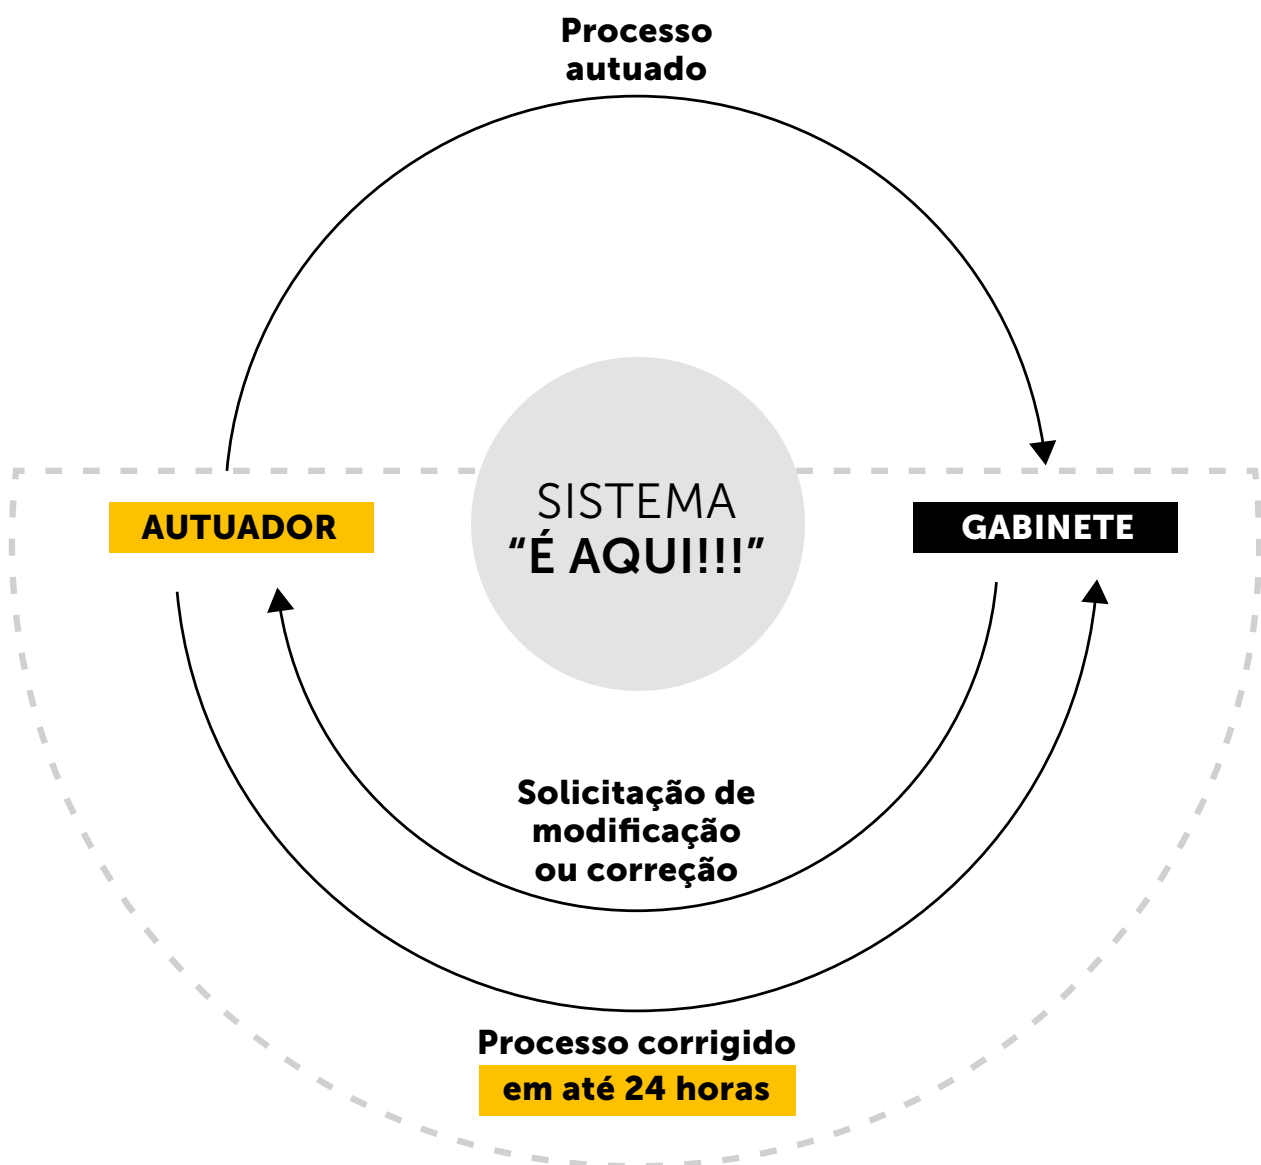 Processo
autuado
AUTUADOR
SISTEMA
“É AQUI!!!”
GABINETE
Solicitação de
modificação
ou correção
Processo corrigido
em até 24 horas